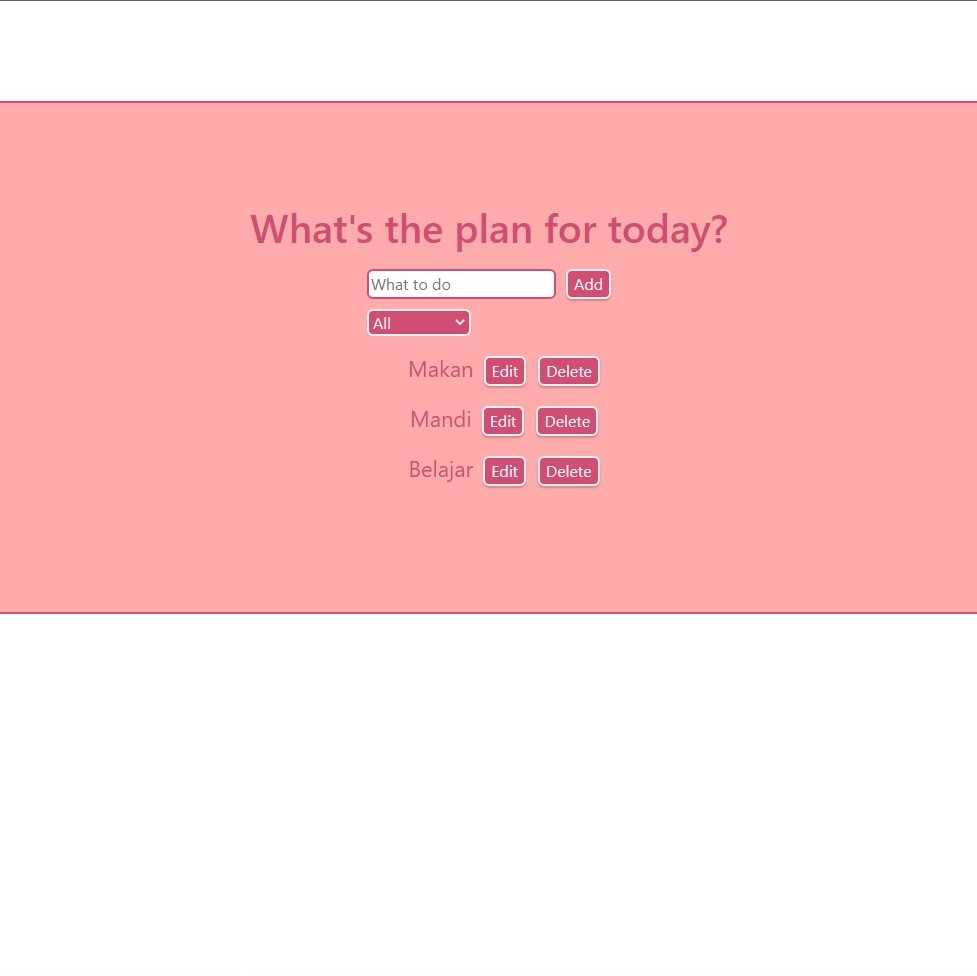 What's the plan for today?
What to do Add
All
Makan Edit Delete
Mandi Edit Delete
Belajar Edit Delete